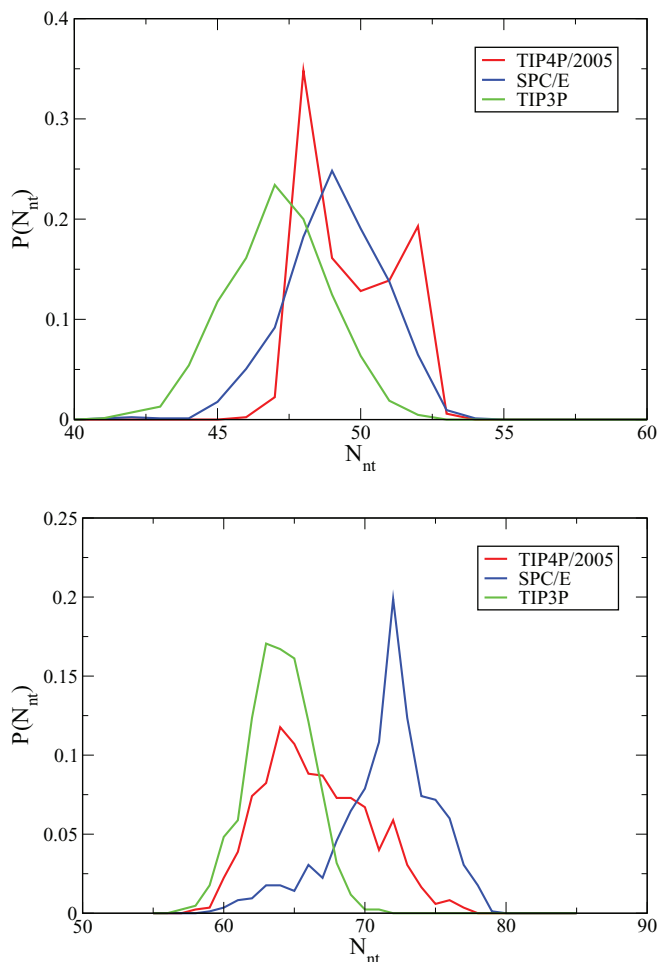 0.4
0.3
0.2
0.1
0
P(N_nt)
TIP4P/2005
SPC/E
TIP3P
40 45 50 55 60
N_nt
0.25
0.2
0.15
0.1
0.05
0
P(N_nt)
TIP4P/2005
SPC/E
TIP3P
50 60 70 80 90
N_nt